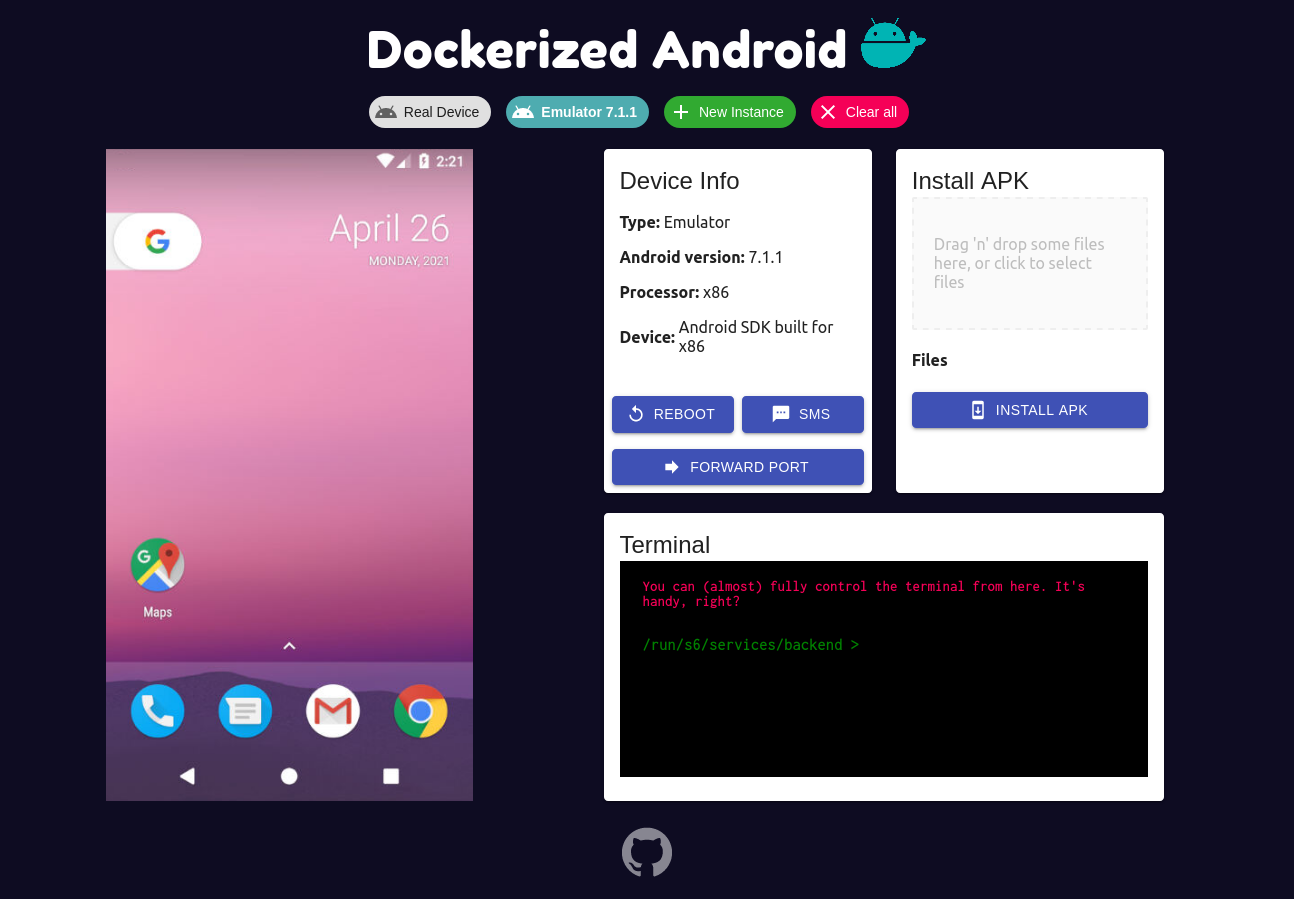 Dockerized Android
Real Device
Emulator 7.1.1
New Instance
Clear all
2:21
April 26
MONDAY, 2021
G
Maps
Device Info
Type: Emulator
Android version: 7.1.1
Processor: x86
Device: Android SDK built for
x86
REBOOT
SMS
FORWARD PORT
Install APK
Drag 'n' drop some files
here, or click to select
files
Files
INSTALL APK
Terminal
You can (almost) fully control the terminal from here. It's
handy, right?
/run/s6/services/backend >